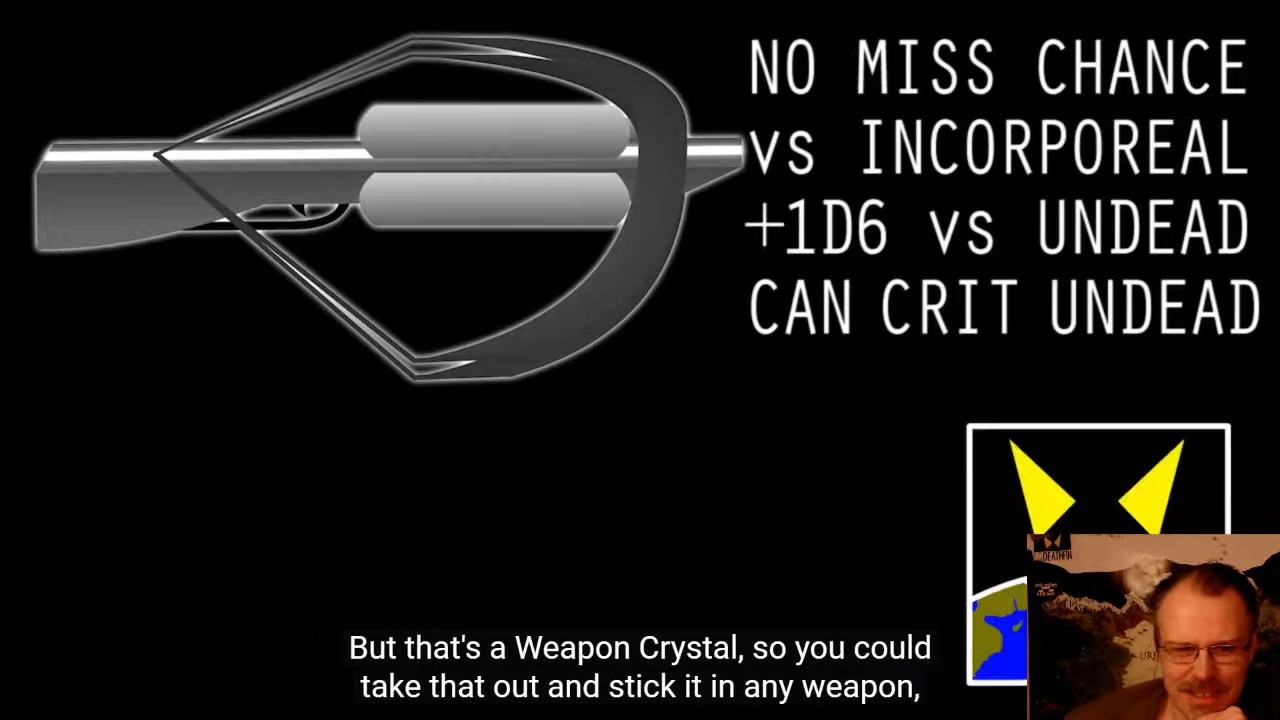 NO MISS CHANCE
vs INCORPOREAL
+1D6 vs UNDEAD
CAN CRIT UNDEAD
But that's a Weapon Crystal, so you could
take that out and stick it in any weapon,